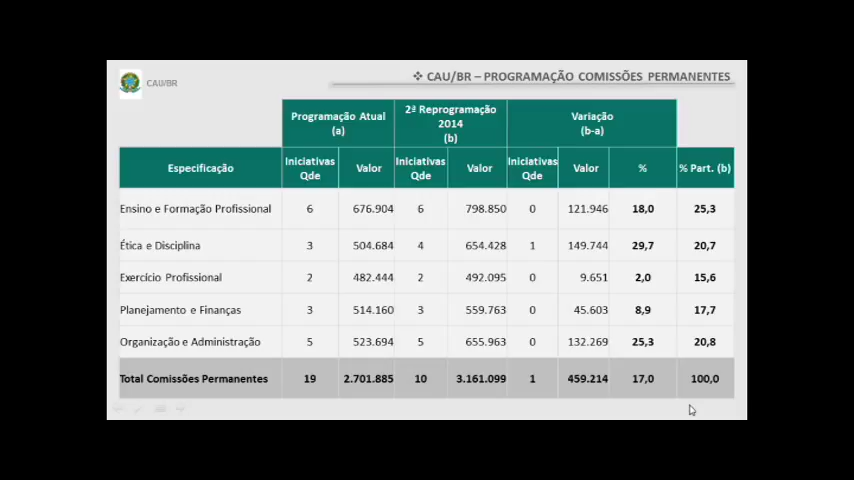 CAU/BR
❖ CAU/BR – PROGRAMAÇÃO COMISSÕES PERMANENTES
Programação Atual (a) 2ª Reprogramação 2014 (b) Variação (b-a)
Especificação Iniciativas Qde Valor Iniciativas Qde Valor Iniciativas Qde Valor % % Part. (b)
Ensino e Formação Profissional 6 676.904 6 798.850 0 121.946 18,0 25,3
Ética e Disciplina 3 504.684 4 654.428 1 149.744 29,7 20,7
Exercício Profissional 2 482.444 2 492.095 0 9.651 2,0 15,6
Planejamento e Finanças 3 514.160 3 559.763 0 45.603 8,9 17,7
Organização e Administração 5 523.694 5 655.963 0 132.269 25,3 20,8
Total Comissões Permanentes 19 2.701.885 10 3.161.099 1 459.214 17,0 100,0